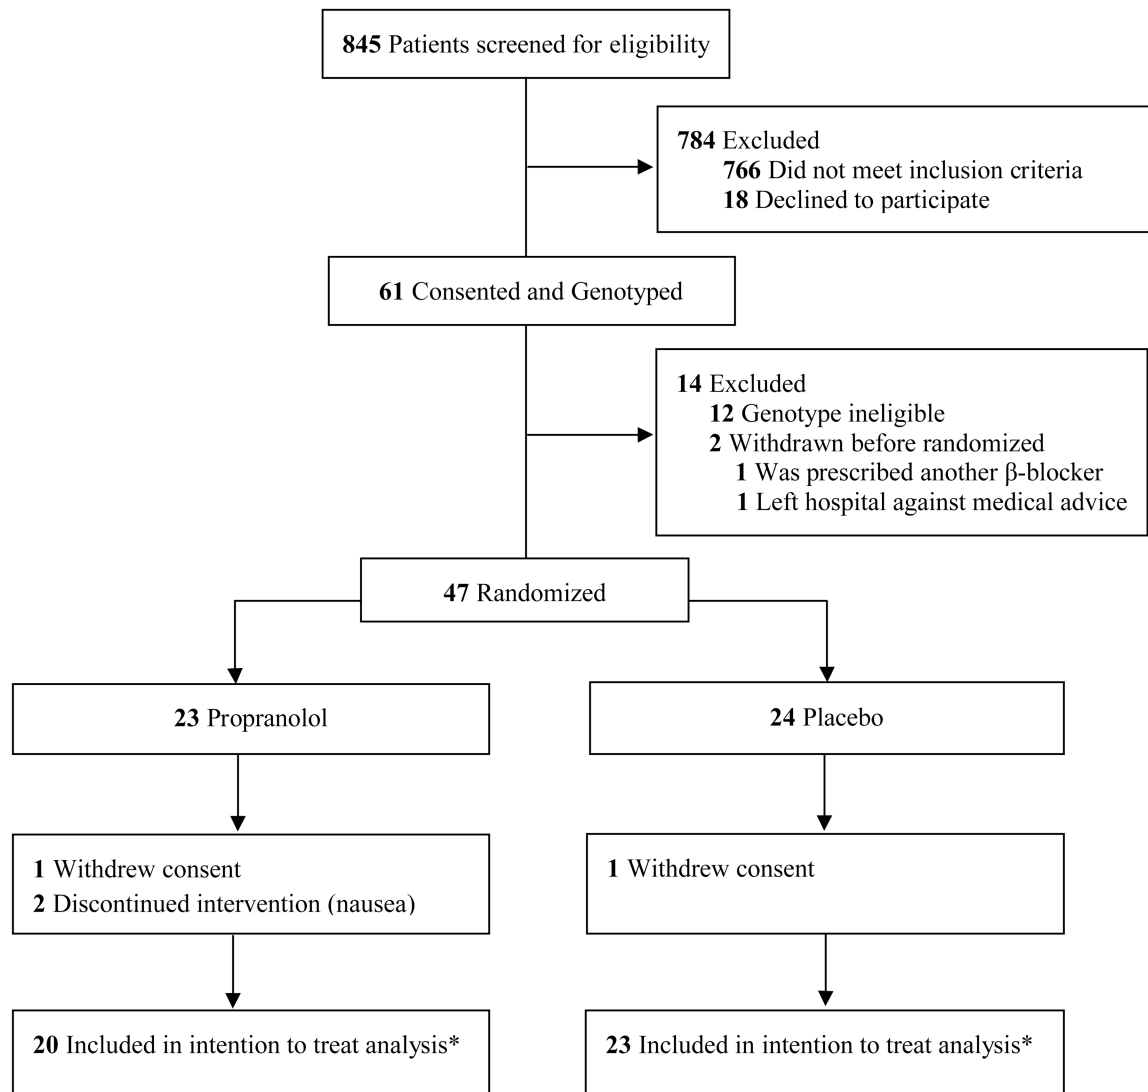 845 Patients screened for eligibility
784 Excluded
766 Did not meet inclusion criteria
18 Declined to participate
61 Consented and Genotyped
14 Excluded
12 Genotype ineligible
2 Withdrawn before randomized
1 Was prescribed another β-blocker
1 Left hospital against medical advice
47 Randomized
23 Propranolol
24 Placebo
1 Withdrew consent
2 Discontinued intervention (nausea)
1 Withdrew consent
20 Included in intention to treat analysis*
23 Included in intention to treat analysis*